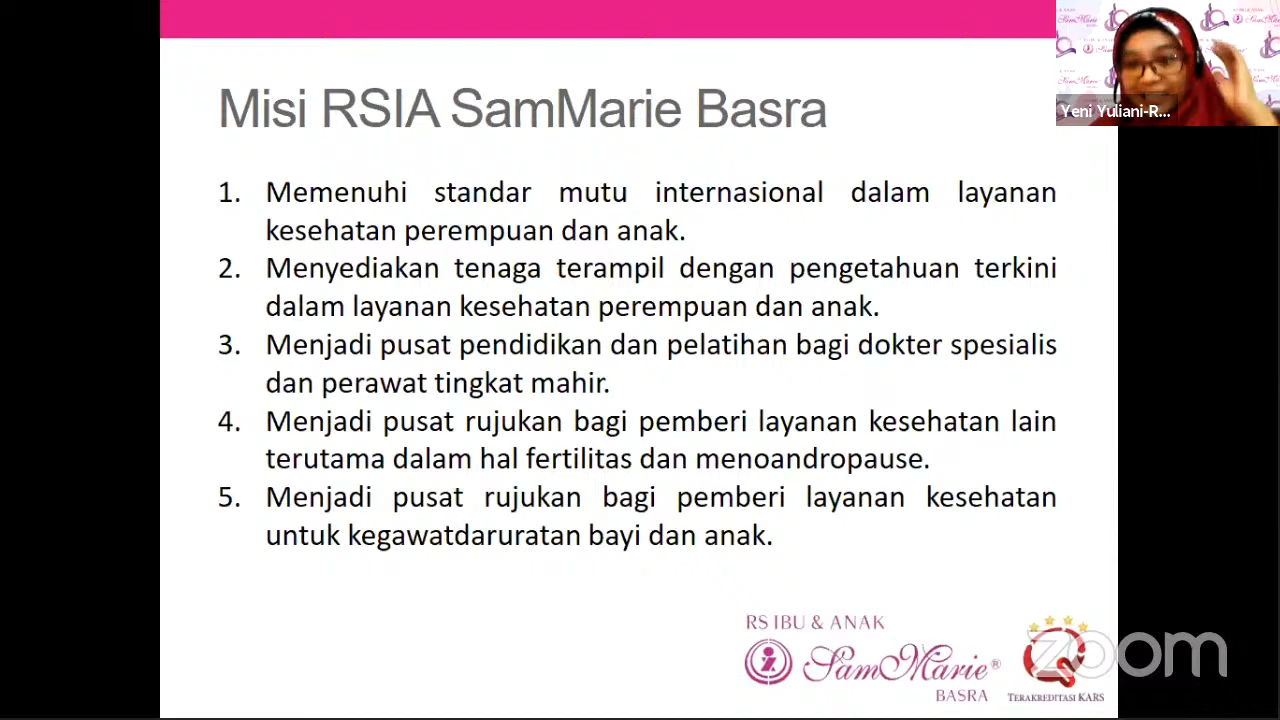 Misi RSIA SamMarie Basra
1. Memenuhi standar mutu internasional dalam layanan
kesehatan perempuan dan anak.
2. Menyediakan tenaga terampil dengan pengetahuan terkini
dalam layanan kesehatan perempuan dan anak.
3. Menjadi pusat pendidikan dan pelatihan bagi dokter spesialis
dan perawat tingkat mahir.
4. Menjadi pusat rujukan bagi pemberi layanan kesehatan lain
terutama dalam hal fertilitas dan menoandropause.
5. Menjadi pusat rujukan bagi pemberi layanan kesehatan
untuk kegawatdaruratan bayi dan anak.
Yeni Yuliani-R...
RS IBU & ANAK
SamMarie®
BASRA
TERAKREDITASI KARS
zoom